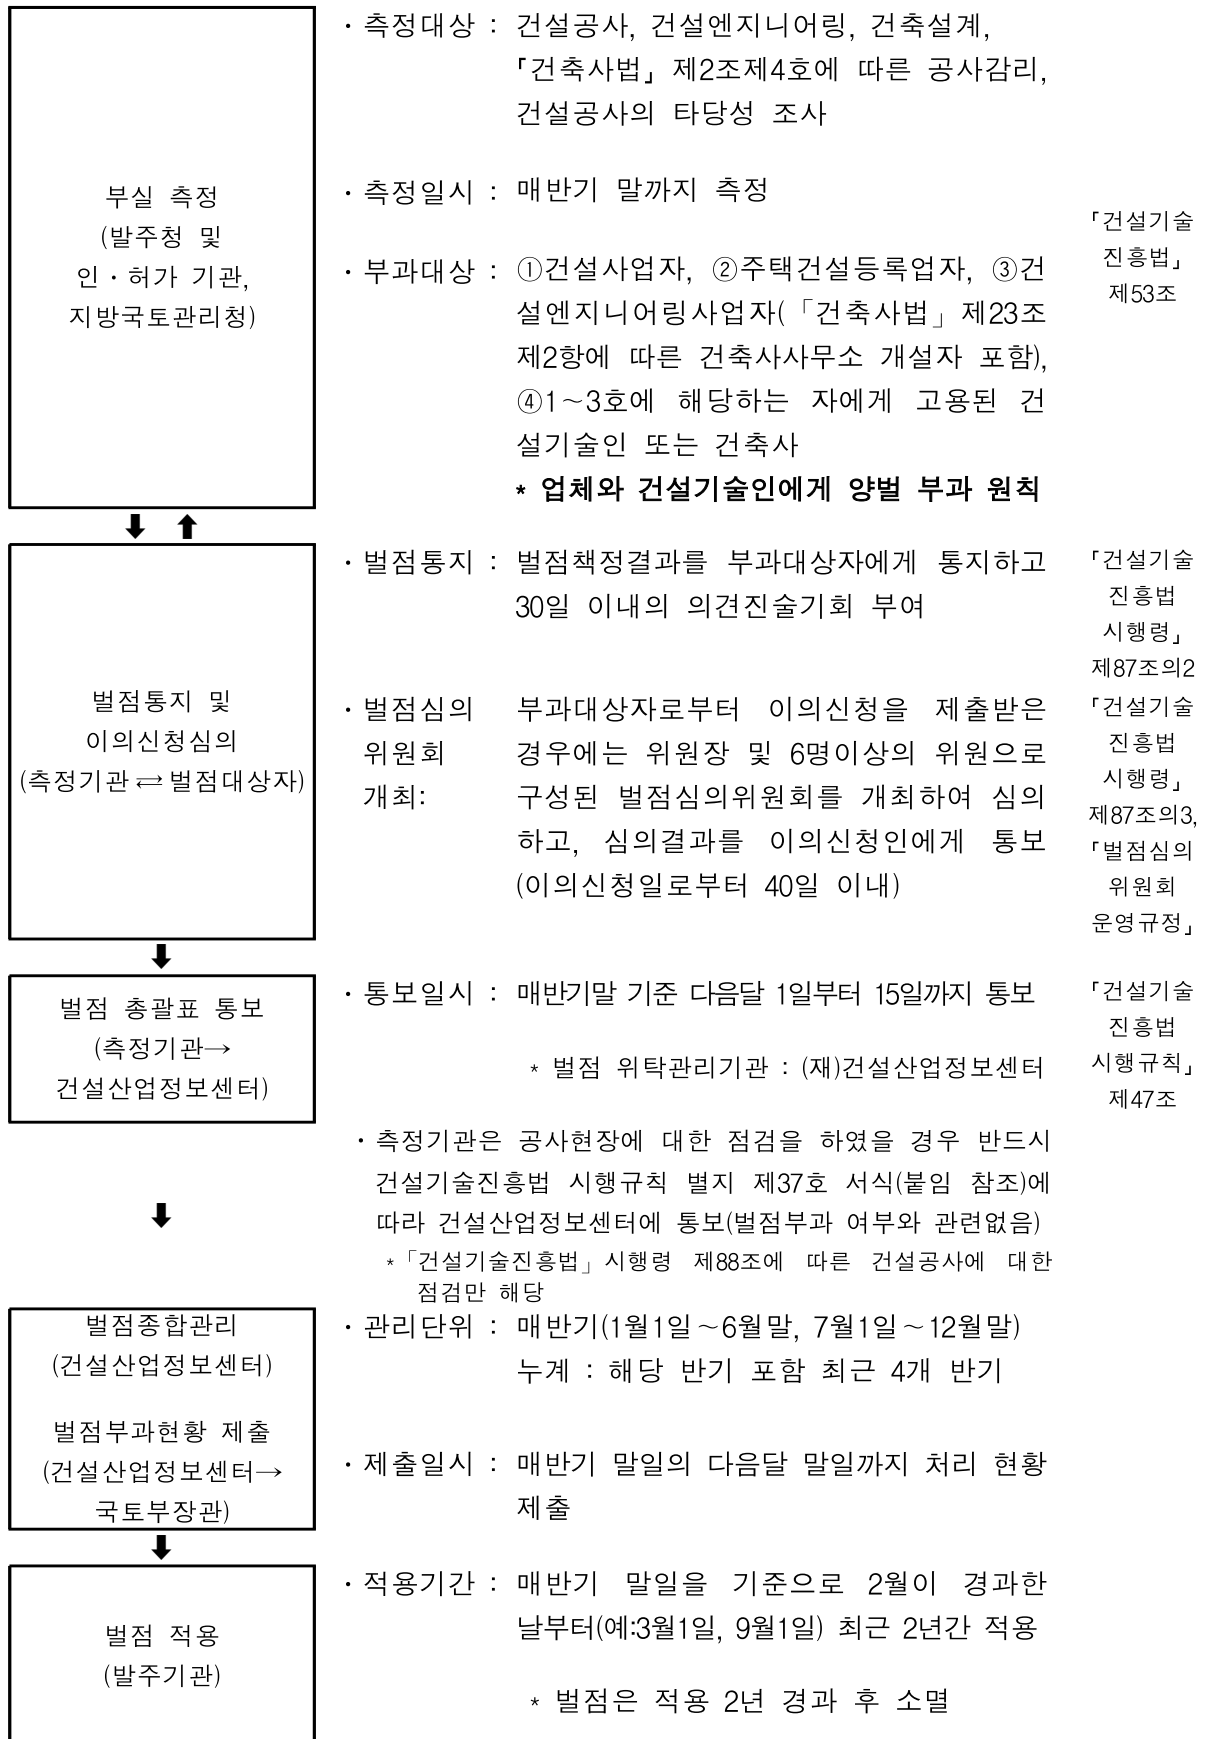 부실 측정
(발주청 및
인・허가 기관,
지방국토관리청)
・측정대상 : 건설공사, 건설엔지니어링, 건축설계,
「건축사법」 제2조제4호에 따른 공사감리,
건설공사의 타당성 조사
・측정일시 : 매반기 말까지 측정
・부과대상 : ①건설사업자, ②주택건설등록업자, ③건
설엔지니어링사업자(「건축사법」제23조
제2항에 따른 건축사사무소 개설자 포함),
④1~3호에 해당하는 자에게 고용된 건
설기술인 또는 건축사
* 업체와 건설기술인에게 양벌 부과 원칙
「건설기술
진흥법」
제53조
⬇ ⬆
벌점통지 및
이의신청심의
(측정기관 ⇄ 벌점대상자)
・벌점통지 : 벌점책정결과를 부과대상자에게 통지하고
30일 이내의 의견진술기회 부여
「건설기술
진흥법
시행령」
제87조의2
・벌점심의
위원회
개최:
부과대상자로부터 이의신청을 제출받은
경우에는 위원장 및 6명이상의 위원으로
구성된 벌점심의위원회를 개최하여 심의
하고, 심의결과를 이의신청인에게 통보
(이의신청일로부터 40일 이내)
「건설기술
진흥법
시행령」
제87조의3,
「벌점심의
위원회
운영규정」
⬇
벌점 총괄표 통보
(측정기관→
건설산업정보센터)
・통보일시 : 매반기말 기준 다음달 1일부터 15일까지 통보
* 벌점 위탁관리기관 : (재)건설산업정보센터
「건설기술
진흥법
시행규칙」
제47조
・측정기관은 공사현장에 대한 점검을 하였을 경우 반드시
건설기술진흥법 시행규칙 별지 제37호 서식(붙임 참조)에
따라 건설산업정보센터에 통보(벌점부과 여부와 관련없음)
*「건설기술진흥법」시행령 제88조에 따른 건설공사에 대한
점검만 해당
⬇
벌점종합관리
(건설산업정보센터)
벌점부과현황 제출
(건설산업정보센터→
국토부장관)
・관리단위 : 매반기(1월1일~6월말, 7월1일~12월말)
누계 : 해당 반기 포함 최근 4개 반기
・제출일시 : 매반기 말일의 다음달 말일까지 처리 현황
제출
⬇
벌점 적용
(발주기관)
・적용기간 : 매반기 말일을 기준으로 2월이 경과한
날부터(예:3월1일, 9월1일) 최근 2년간 적용
* 벌점은 적용 2년 경과 후 소멸